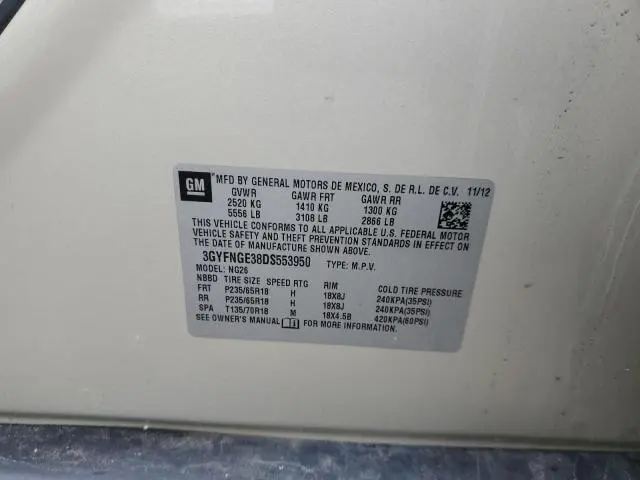 GM MFD BY GENERAL MOTORS DE MEXICO, S. DE R.L. DE C.V. 11/12
GVWR GAWR FRT GAWR RR
2520 KG 1410 KG 1300 KG
5556 LB 3108 LB 2866 LB
THIS VEHICLE CONFORMS TO ALL APPLICABLE U.S. FEDERAL MOTOR
VEHICLE SAFETY AND THEFT PREVENTION STANDARDS IN EFFECT ON
THE DATE OF MANUFACTURE SHOWN ABOVE.
3GYFNGE38DS553950 TYPE: M.P.V.
MODEL: NG26
NBBD TIRE SIZE SPEED RTG RIM COLD TIRE PRESSURE
FRT P235/65R18 H 18X8J 240KPA(35PSI)
RR P235/65R18 H 18X8J 240KPA(35PSI)
SPA T135/70R18 M 18X4.5B 420KPA(60PSI)
SEE OWNER'S MANUAL FOR MORE INFORMATION.